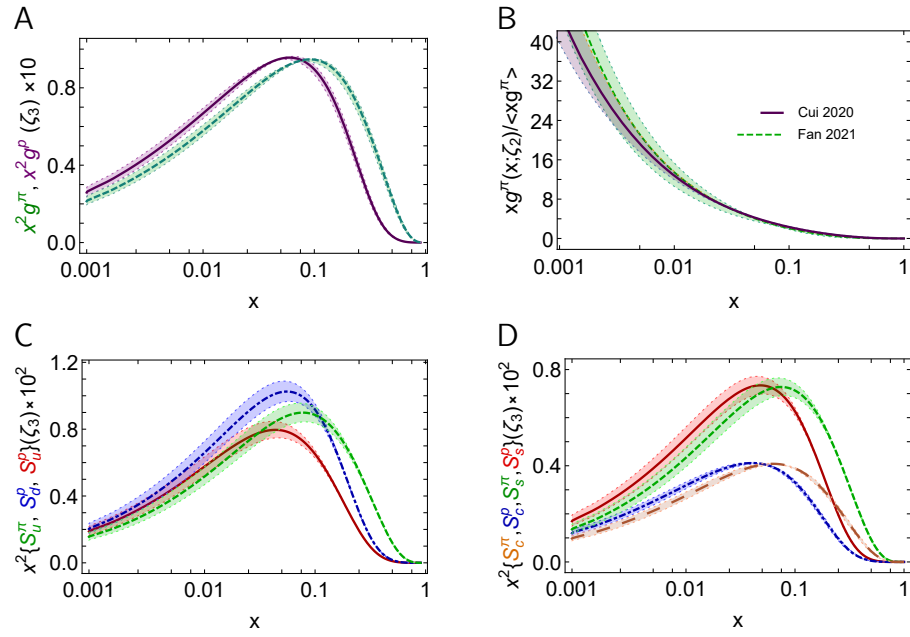 A
x²g^π, x²g^p (ζ₃) ×10
0.8
0.4
0.0
0.001
0.01
0.1
1
x
B
xg^π(x;ζ₂)/<xg^π>
40
32
24
16
8
0
Cui 2020
Fan 2021
0.001
0.01
0.1
1
x
C
x²{S_u^π, S_d^p, S_u^p}(ζ₃)×10²
1.2
0.8
0.4
0.0
0.001
0.01
0.1
1
x
D
x²{S_c^π,S_c^p,S_s^π,S_s^p}(ζ₃)×10²
0.8
0.4
0.0
0.001
0.01
0.1
1
x